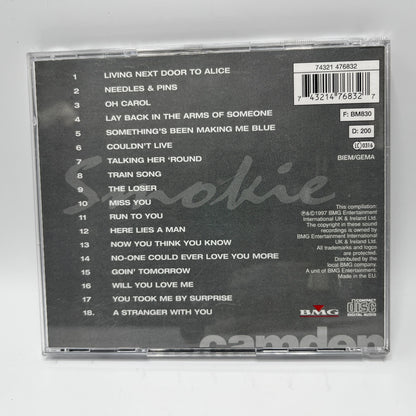 74321 476832
1 LIVING NEXT DOOR TO ALICE
2 NEEDLES & PINS
3 OH CAROL
4 LAY BACK IN THE ARMS OF SOMEONE
5 SOMETHING'S BEEN MAKING ME BLUE
6 COULDN'T LIVE
7 TALKING HER 'ROUND
8 TRAIN SONG
9 THE LOSER
10 MISS YOU
11 RUN TO YOU
12 HERE LIES A MAN
13 NOW YOU THINK YOU KNOW
14 NO-ONE COULD EVER LOVE YOU MORE
15 GOIN' TOMORROW
16 WILL YOU LOVE ME
17 YOU TOOK ME BY SURPRISE
18. A STRANGER WITH YOU
Smokie
7 43214 76832 7
F: BM830
D: 200
LC 0316
BIEM/GEMA
This compilation:
℗&©1997 BMG Entertainment
International UK & Ireland Ltd.
The copyright in these sound
recordings is owned by
BMG Entertainment International
UK & Ireland Ltd.
All trademarks and logos
are protected.
Distributed by the
local BMG company.
A unit of BMG Entertainment.
Made in the EU.
BMG
COMPACT
disc
DIGITAL AUDIO
camden